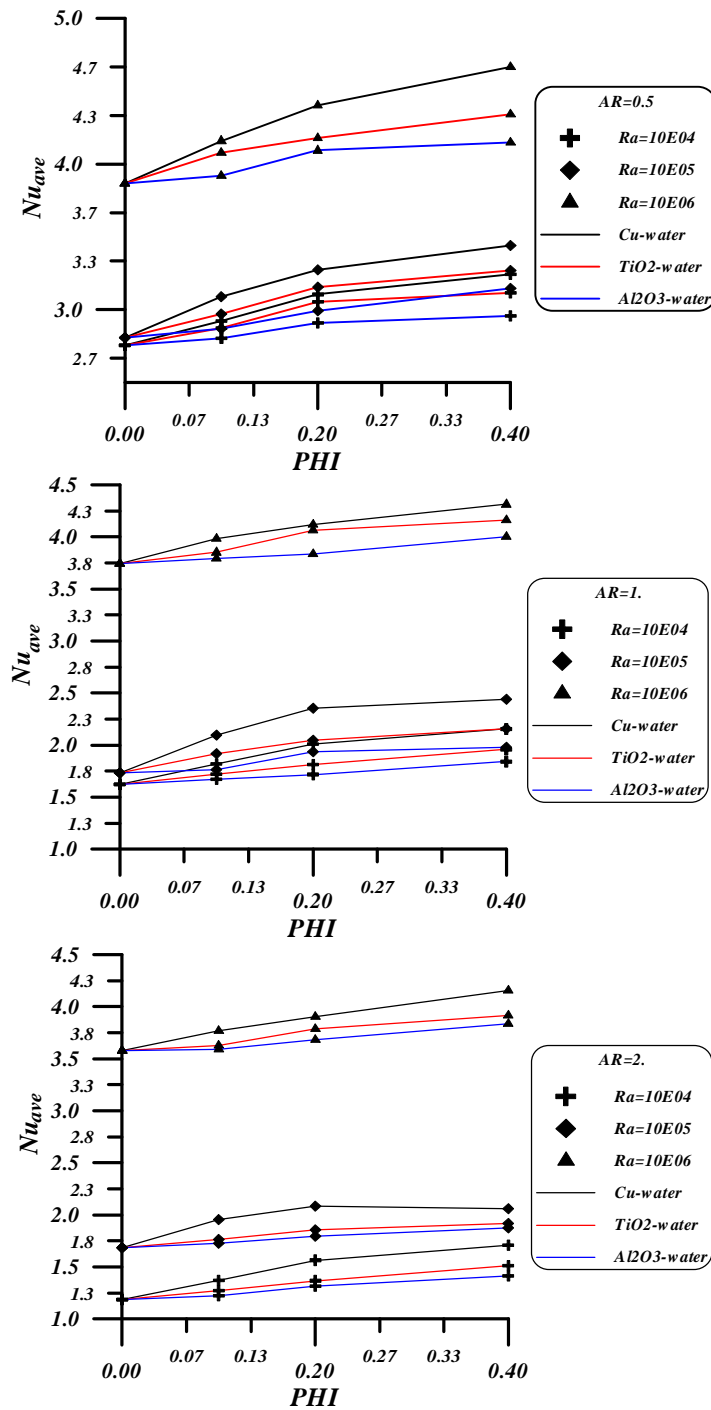 5.0
4.7
4.3
4.0
3.7
3.3
3.0
2.7
Nu_ave
0.00
0.07
0.13
0.20
0.27
0.33
0.40
PHI
AR=0.5
Ra=10E04
Ra=10E05
Ra=10E06
Cu-water
TiO2-water
Al2O3-water
4.5
4.3
4.0
3.8
3.5
3.3
3.0
2.8
2.5
2.3
2.0
1.8
1.5
1.3
1.0
Nu_ave
0.00
0.07
0.13
0.20
0.27
0.33
0.40
PHI
AR=1.
Ra=10E04
Ra=10E05
Ra=10E06
Cu-water
TiO2-water
Al2O3-water
4.5
4.3
4.0
3.8
3.5
3.3
3.0
2.8
2.5
2.3
2.0
1.8
1.5
1.3
1.0
Nu_ave
0.00
0.07
0.13
0.20
0.27
0.33
0.40
PHI
AR=2.
Ra=10E04
Ra=10E05
Ra=10E06
Cu-water
TiO2-water
Al2O3-water